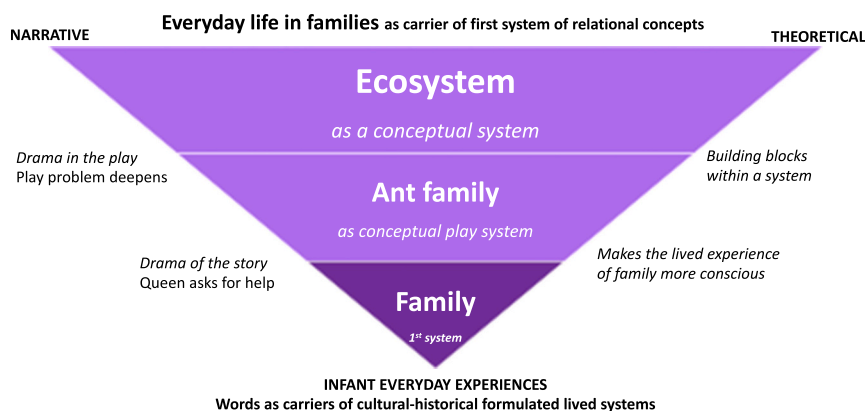 Everyday life in families as carrier of first system of relational concepts
NARRATIVE
THEORETICAL
Ecosystem
as a conceptual system
Drama in the play
Play problem deepens
Building blocks
within a system
Ant family
as conceptual play system
Drama of the story
Queen asks for help
Makes the lived experience
of family more conscious
Family
1st system
INFANT EVERYDAY EXPERIENCES
Words as carriers of cultural-historical formulated lived systems